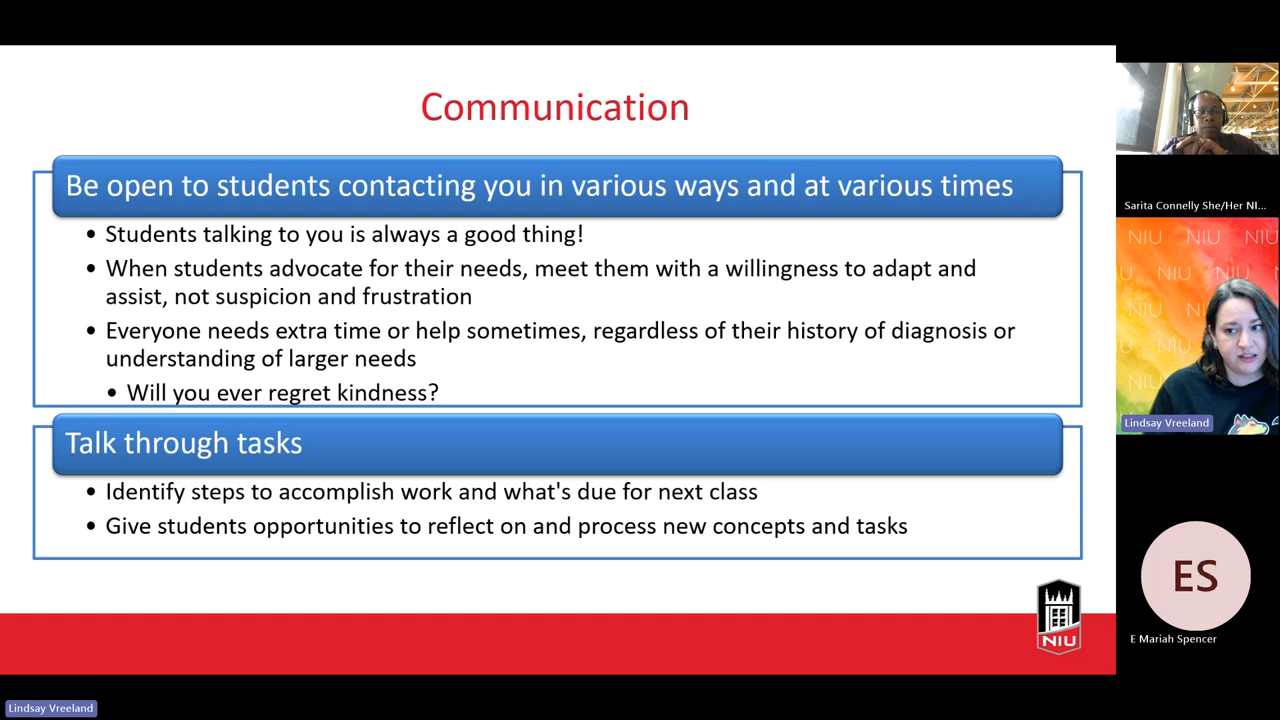 Communication
Be open to students contacting you in various ways and at various times
• Students talking to you is always a good thing!
• When students advocate for their needs, meet them with a willingness to adapt and
assist, not suspicion and frustration
• Everyone needs extra time or help sometimes, regardless of their history of diagnosis or
understanding of larger needs
• Will you ever regret kindness?
Talk through tasks
• Identify steps to accomplish work and what's due for next class
• Give students opportunities to reflect on and process new concepts and tasks
NIU
Sarita Connelly She/Her NI...
NIU NIU NIU
NIU NIU
NIU
NIU
Lindsay Vreeland
ES
E Mariah Spencer
Lindsay Vreeland